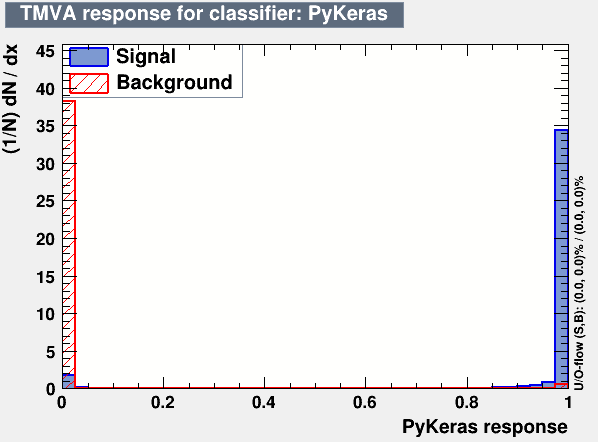 TMVA response for classifier: PyKeras
Signal
Background
(1/N) dN / dx
45
40
35
30
25
20
15
10
5
0
0 0.2 0.4 0.6 0.8 1
PyKeras response
U/O-flow (S,B): (0.0, 0.0)% / (0.0, 0.0)%